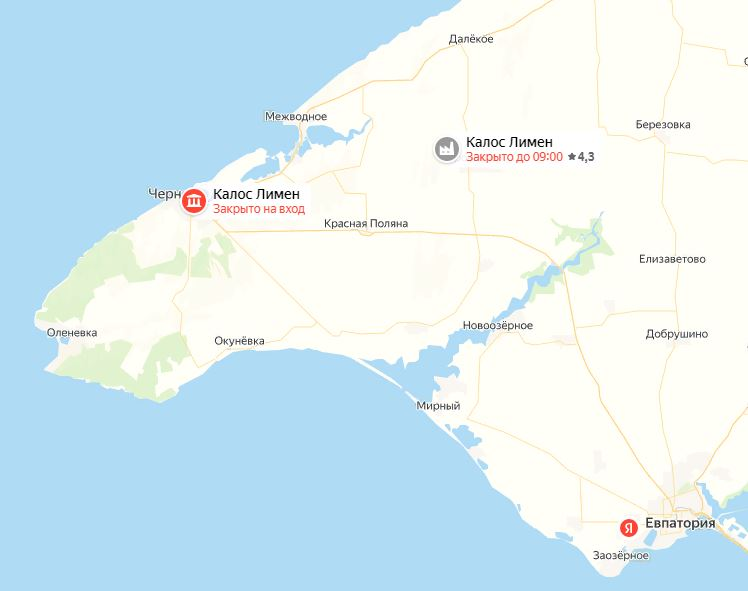 Далёкое
Межводное
Березовка
Калос Лимен
Закрыто до 09:00 ★ 4,3
Черн
Калос Лимен
Закрыто на вход
Красная Поляна
Елизаветово
Новоозёрное
Оленевка
Окунёвка
Добрушино
Мирный
Я
Евпатория
Заозёрное